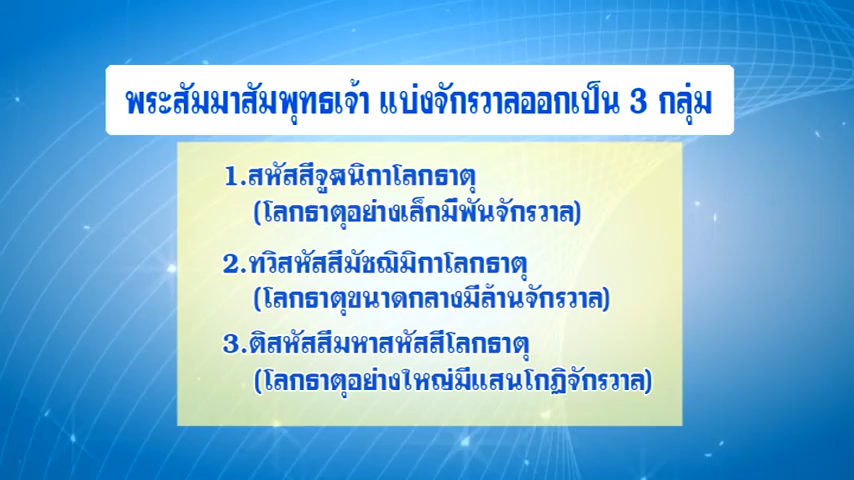 พระสัมมาสัมพุทธเจ้า แบ่งจักรวาลออกเป็น 3 กลุ่ม
1.สหัสสีจูฬนิกาโลกธาตุ
(โลกธาตุอย่างเล็กมีพันจักรวาล)
2.ทวิสหัสสีมัชฌิมิกาโลกธาตุ
(โลกธาตุขนาดกลางมีล้านจักรวาล)
3.ติสหัสสีมหาสหัสสีโลกธาตุ
(โลกธาตุอย่างใหญ่มีแสนโกฏิจักรวาล)